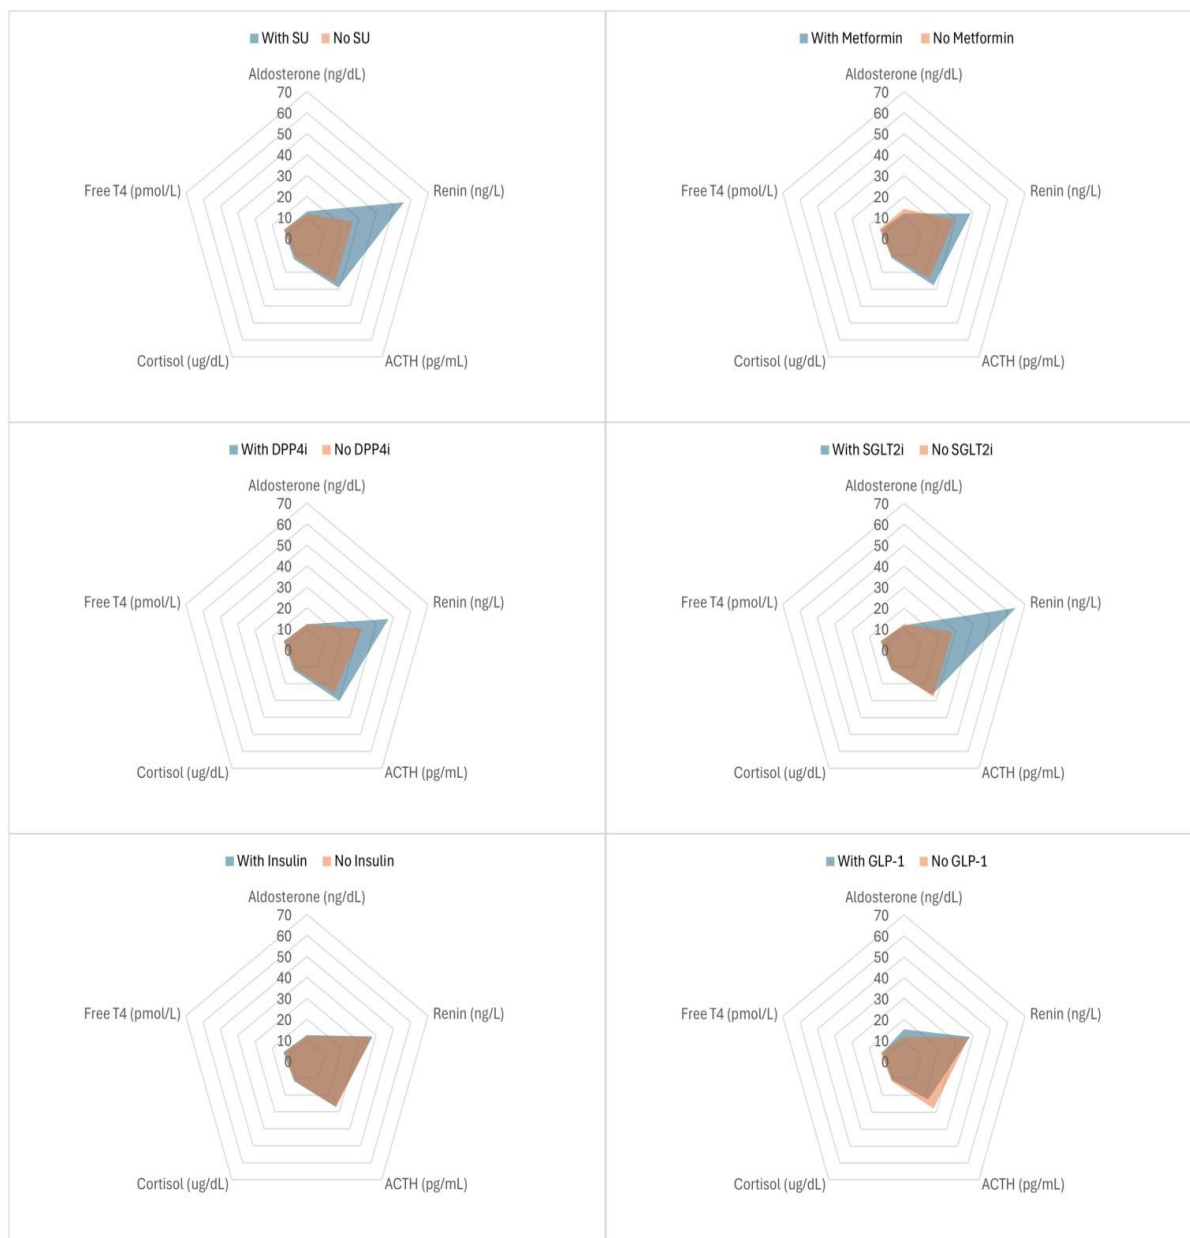 With SU No SU
Aldosterone (ng/dL)
70
60
50
40
30
20
10
0
Free T4 (pmol/L)
Renin (ng/L)
Cortisol (ug/dL)
ACTH (pg/mL)
With Metformin No Metformin
Aldosterone (ng/dL)
70
60
50
40
30
20
10
0
Free T4 (pmol/L)
Renin (ng/L)
Cortisol (ug/dL)
ACTH (pg/mL)
With DPP4i No DPP4i
Aldosterone (ng/dL)
70
60
50
40
30
20
10
0
Free T4 (pmol/L)
Renin (ng/L)
Cortisol (ug/dL)
ACTH (pg/mL)
With SGLT2i No SGLT2i
Aldosterone (ng/dL)
70
60
50
40
30
20
10
0
Free T4 (pmol/L)
Renin (ng/L)
Cortisol (ug/dL)
ACTH (pg/mL)
With Insulin No Insulin
Aldosterone (ng/dL)
70
60
50
40
30
20
10
0
Free T4 (pmol/L)
Renin (ng/L)
Cortisol (ug/dL)
ACTH (pg/mL)
With GLP-1 No GLP-1
Aldosterone (ng/dL)
70
60
50
40
30
20
10
0
Free T4 (pmol/L)
Renin (ng/L)
Cortisol (ug/dL)
ACTH (pg/mL)